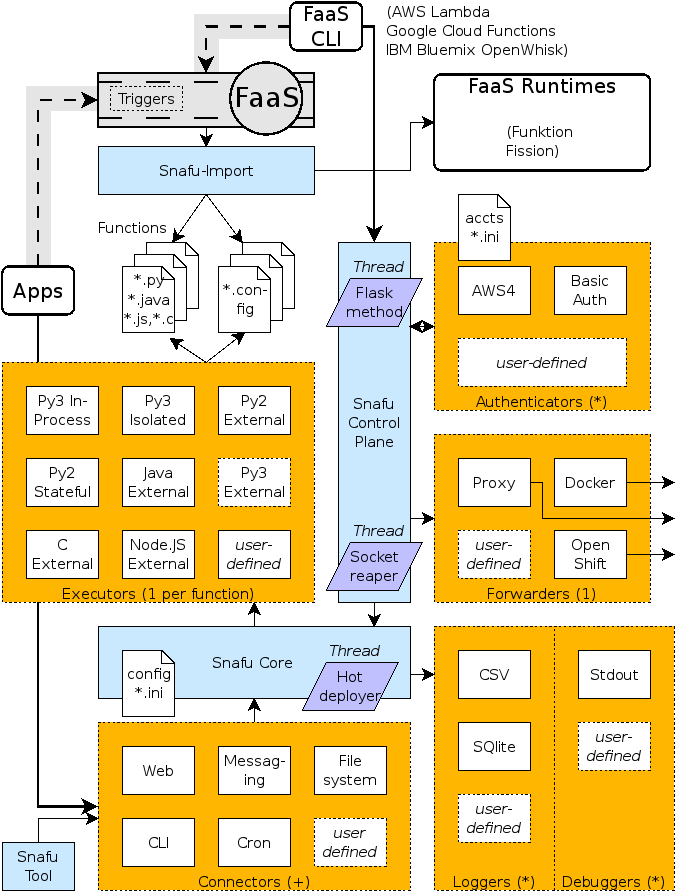 FaaS
CLI
(AWS Lambda
Google Cloud Functions
IBM Bluemix OpenWhisk)
Triggers
FaaS
FaaS Runtimes
(Funktion
Fission)
Snafu-Import
Functions
*.py
*.java
*.js,*.c
*.con-
fig
Apps
accts
*.ini
Thread
Flask
method
AWS4
Basic
Auth
user-defined
Authenticators (*)
Snafu
Control
Plane
Py3 In-
Process
Py3
Isolated
Py2
External
Py2
Stateful
Java
External
Py3
External
C
External
Node.JS
External
user-
defined
Executors (1 per function)
Proxy
Docker
user-
defined
Open
Shift
Forwarders (1)
Thread
Socket
reaper
Snafu Core
config
*.ini
Thread
Hot
deployer
CSV
SQlite
user-
defined
Loggers (*)
Stdout
user-
defined
Debuggers (*)
Web
Messag-
ing
File
system
CLI
Cron
user
defined
Connectors (+)
Snafu
Tool